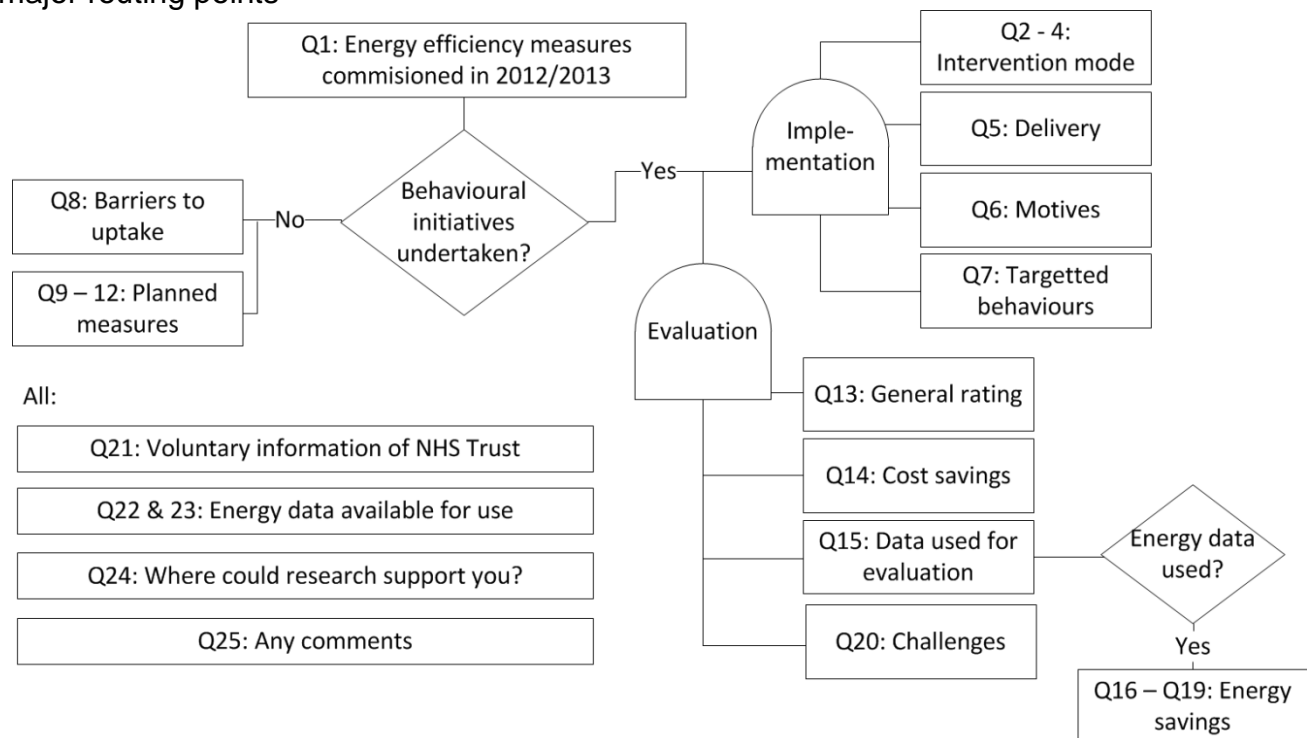 major routing points
Q1: Energy efficiency measures
commisioned in 2012/2013
Behavioural
initiatives
undertaken?
No
Q8: Barriers to
uptake
Q9 – 12: Planned
measures
Yes
Imple-
mentation
Q2 - 4:
Intervention mode
Q5: Delivery
Q6: Motives
Q7: Targetted
behaviours
Evaluation
Q13: General rating
Q14: Cost savings
Q15: Data used for
evaluation
Energy data
used?
Yes
Q16 – Q19: Energy
savings
Q20: Challenges
All:
Q21: Voluntary information of NHS Trust
Q22 & 23: Energy data available for use
Q24: Where could research support you?
Q25: Any comments